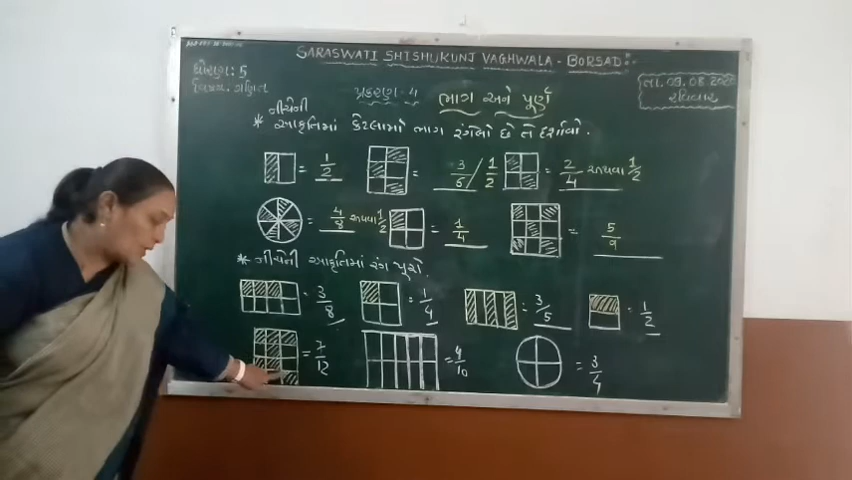 SARASWATI SHISHUKUNJ VAGHWALA - BORSAD
ધોરણ: 5
વિષય. ગણિત
પ્રકરણ-4
ભાગ અને પૂર્ણ
તા. 09.08.2020
રવિવાર
નીચેની
* આકૃતિમાં કેટલામો ભાગ રંગેલો છે તે દર્શાવો.
= 1/2 = 3/6 / 1/2 = 2/4 અથવા 1/2
= 4/8 અથવા 1/2 = 1/4 = 5/9
* નીચેની આકૃતિમાં રંગ પૂરો.
= 3/8 = 1/4 = 3/5 = 1/2
= 7/12 = 4/10 = 3/4